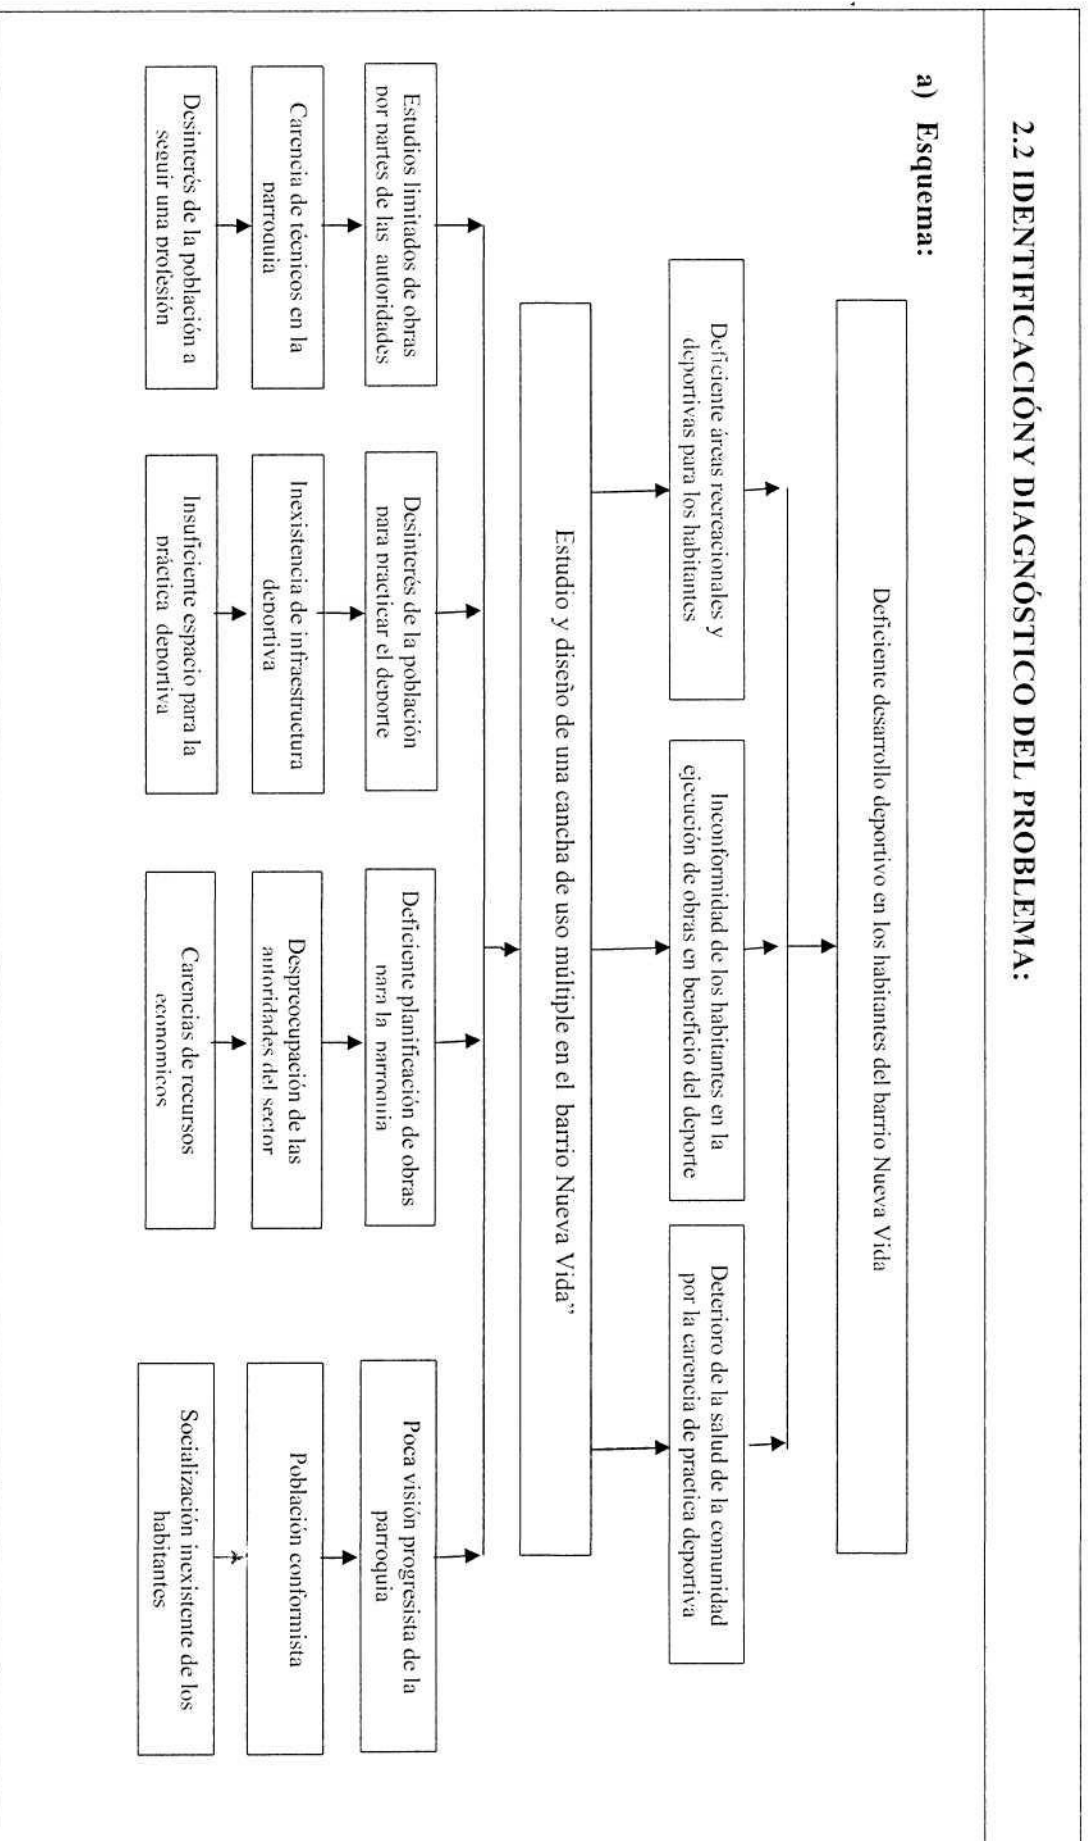 2.2 IDENTIFICACIÓNY DIAGNÓSTICO DEL PROBLEMA:
a) Esquema:
Deficiente desarrollo deportivo en los habitantes del barrio Nueva Vida
Deficiente áreas recreacionales y
deportivas para los habitantes
Inconformidad de los habitantes en la
ejecución de obras en beneficio del deporte
Deterioro de la salud de la comunidad
por la carencia de practica deportiva
Estudio y diseño de una cancha de uso múltiple en el barrio Nueva Vida”
Estudios limitados de obras
por partes de las autoridades
Desinterés de la población
para practicar el deporte
Deficiente planificación de obras
para la parroquia
Poca visión progresista de la
parroquia
Carencia de técnicos en la
parroquia
Inexistencia de infraestructura
deportiva
Despreocupación de las
autoridades del sector
Población conformista
Desinterés de la población a
seguir una profesión
Insuficiente espacio para la
práctica deportiva
Carencias de recursos
economicos
Socialización inexistente de los
habitantes